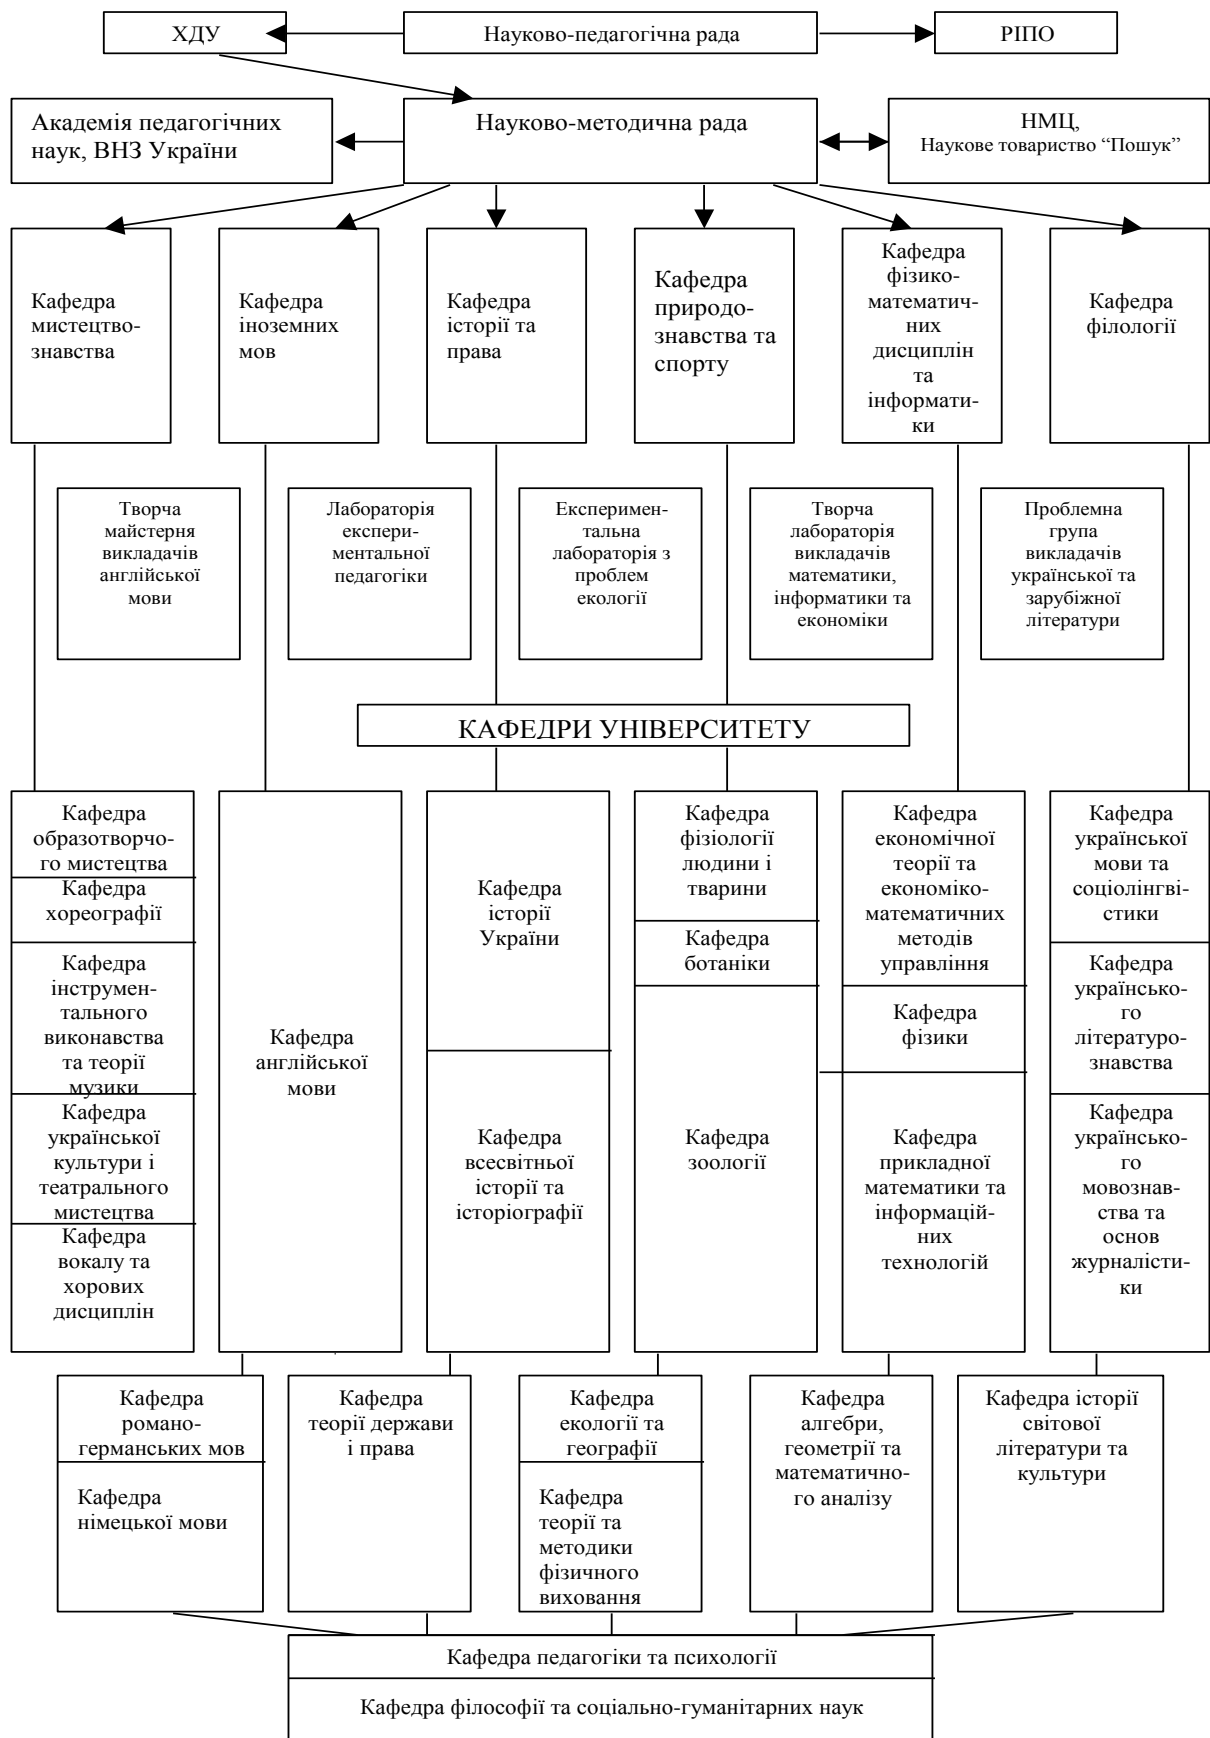 ХДУ
Науково-педагогічна рада
РІПО
Академія педагогічних
наук, ВНЗ України
Науково-методична рада
НМЦ,
Наукове товариство “Пошук”
Кафедра
мистецтво-
знавства
Кафедра
іноземних
мов
Кафедра
історії та
права
Кафедра
природо-
знавства та
спорту
Кафедра
фізико-
математич-
них
дисциплін
та
інформати-
ки
Кафедра
філології
Творча
майстерня
викладачів
англійської
мови
Лабораторія
експери-
ментальної
педагогіки
Експеримен-
тальна
лабораторія з
проблем
екології
Творча
лабораторія
викладачів
математики,
інформатики та
економіки
Проблемна
група
викладачів
української та
зарубіжної
літератури
КАФЕДРИ УНІВЕРСИТЕТУ
Кафедра
образотворчо-
го мистецтва
Кафедра
хореографії
Кафедра
інструмен-
тального
виконавства
та теорії
музики
Кафедра
української
культури і
театрального
мистецтва
Кафедра
вокалу та
хорових
дисциплін
Кафедра
англійської
мови
Кафедра
історії
України
Кафедра
всесвітньої
історії та
історіографії
Кафедра
фізіології
людини і
тварини
Кафедра
ботаніки
Кафедра
зоології
Кафедра
економічної
теорії та
економіко-
математичних
методів
управління
Кафедра
фізики
Кафедра
прикладної
математики та
інформацій-
них
технологій
Кафедра
української
мови та
соціолінгві-
стики
Кафедра
українсько-
го
літературо-
знавства
Кафедра
українсько-
го
мовознав-
ства та
основ
журналісти-
ки
Кафедра
романо-
германських мов
Кафедра
німецької мови
Кафедра
теорії держави
і права
Кафедра
екології та
географії
Кафедра
теорії та
методики
фізичного
виховання
Кафедра
алгебри,
геометрії та
математично-
го аналізу
Кафедра історії
світової
літератури та
культури
Кафедра педагогіки та психології
Кафедра філософії та соціально-гуманітарних наук